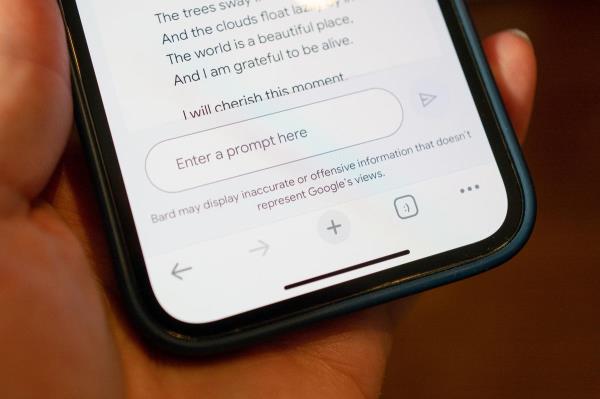 The trees sway
And the clouds float
The world is a beautiful place,
And I am grateful to be alive.
I will cherish this moment
Enter a prompt here
Bard may display inaccurate or offensive information that doesn't
represent Google's views.
:)